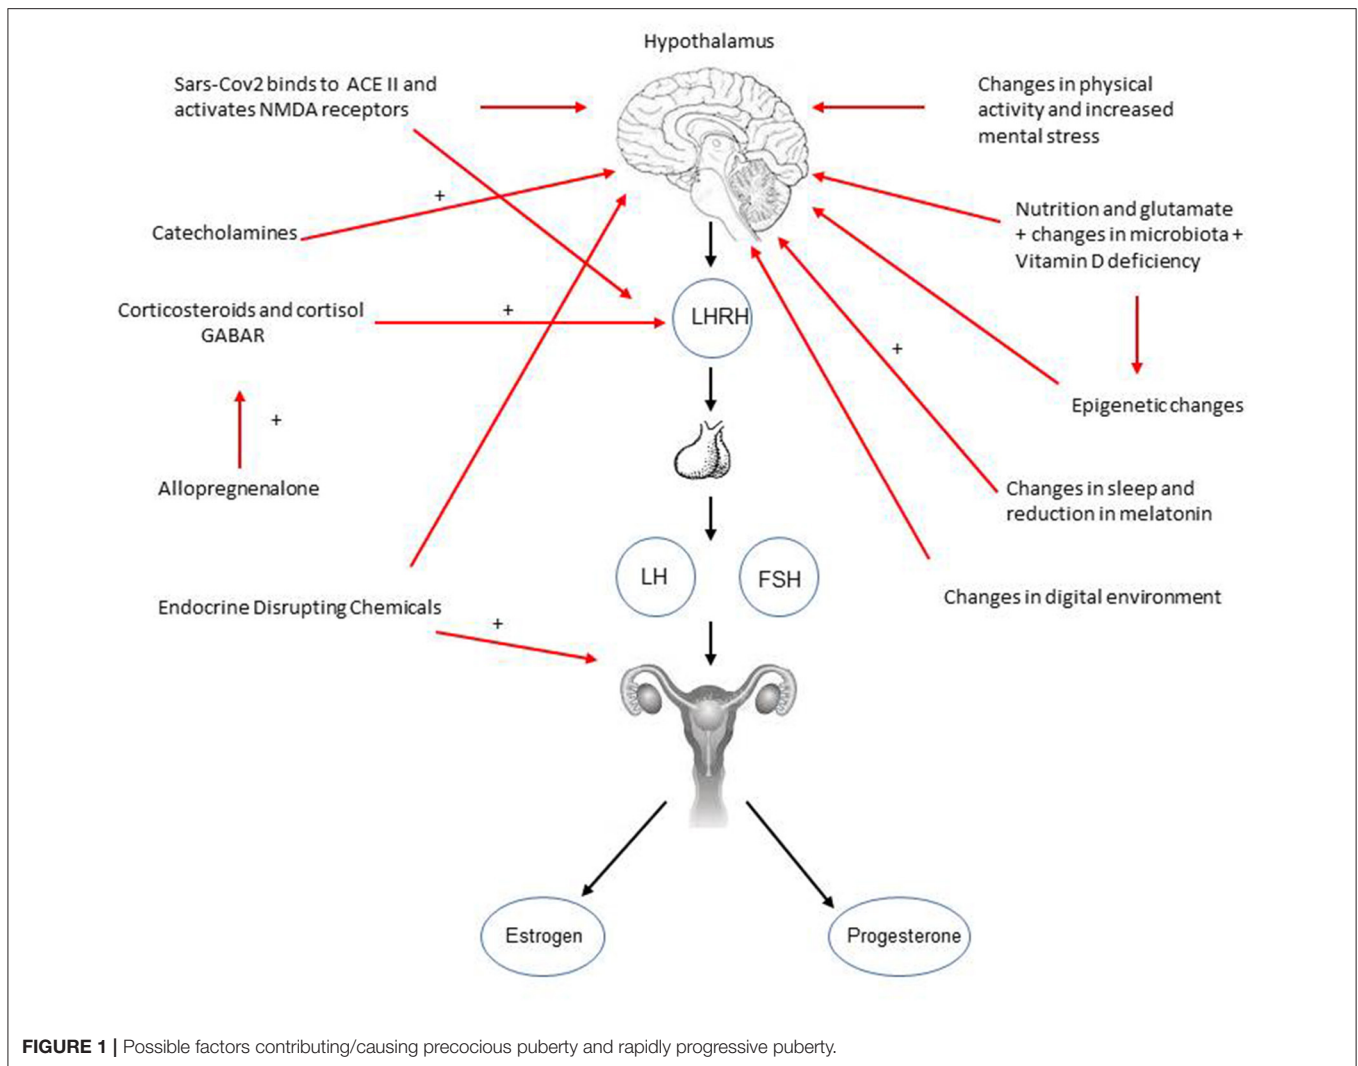 Hypothalamus
Sars-Cov2 binds to ACE II and
activates NMDA receptors
Changes in physical
activity and increased
mental stress
+
Catecholamines
Nutrition and glutamate
+ changes in microbiota +
Vitamin D deficiency
Corticosteroids and cortisol
GABAR
+
LHRH
+
Epigenetic changes
+
Allopregnenalone
Changes in sleep and
reduction in melatonin
LH
FSH
Endocrine Disrupting Chemicals
+
Changes in digital environment
Estrogen
Progesterone
FIGURE 1 | Possible factors contributing/causing precocious puberty and rapidly progressive puberty.